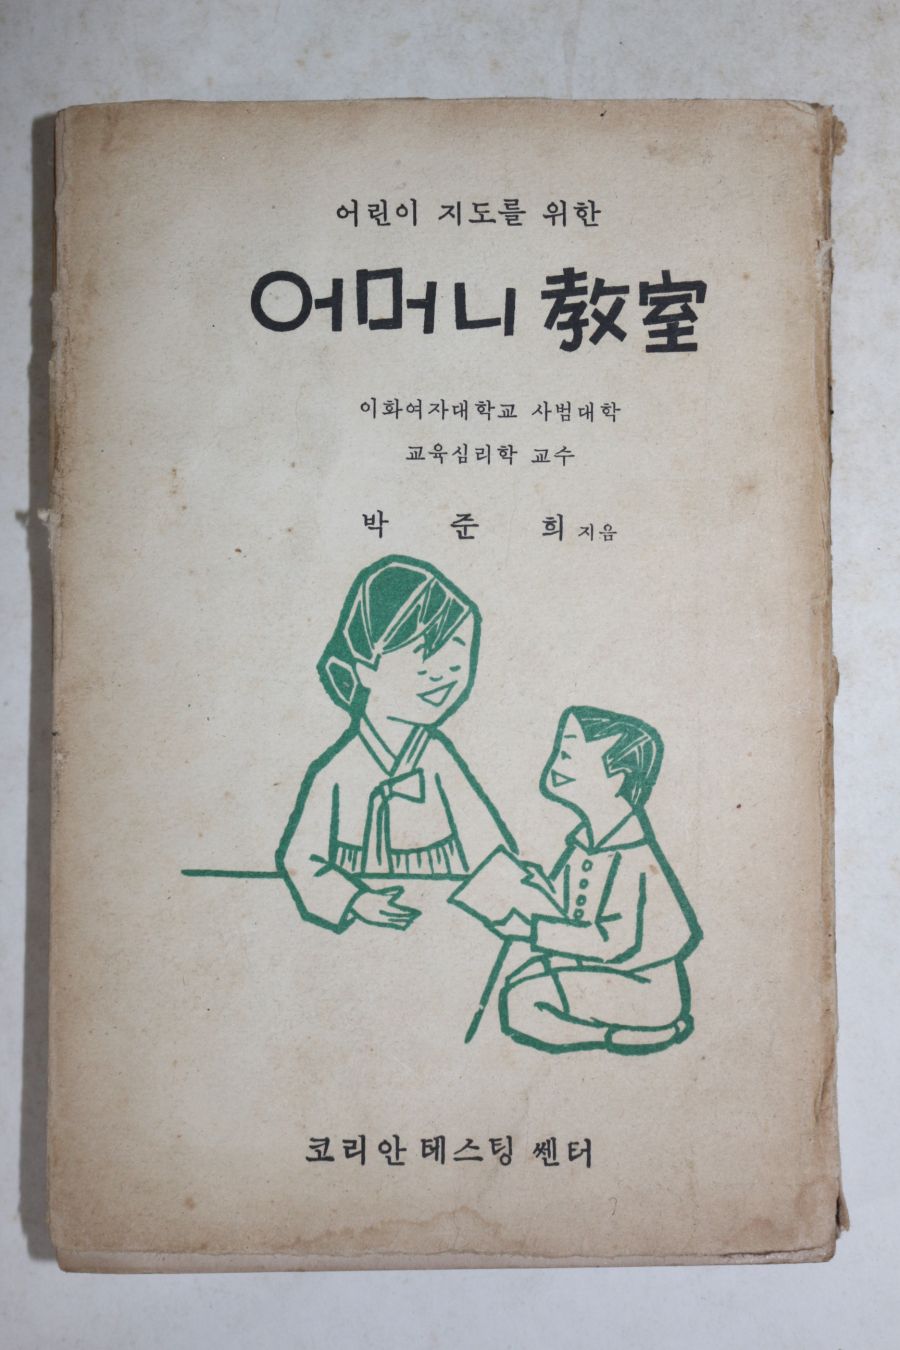 어린이 지도를 위한
어머니 教室
이화여자대학교 사범대학
교육심리학 교수
박준희 지음
코리안 테스팅 쎈터